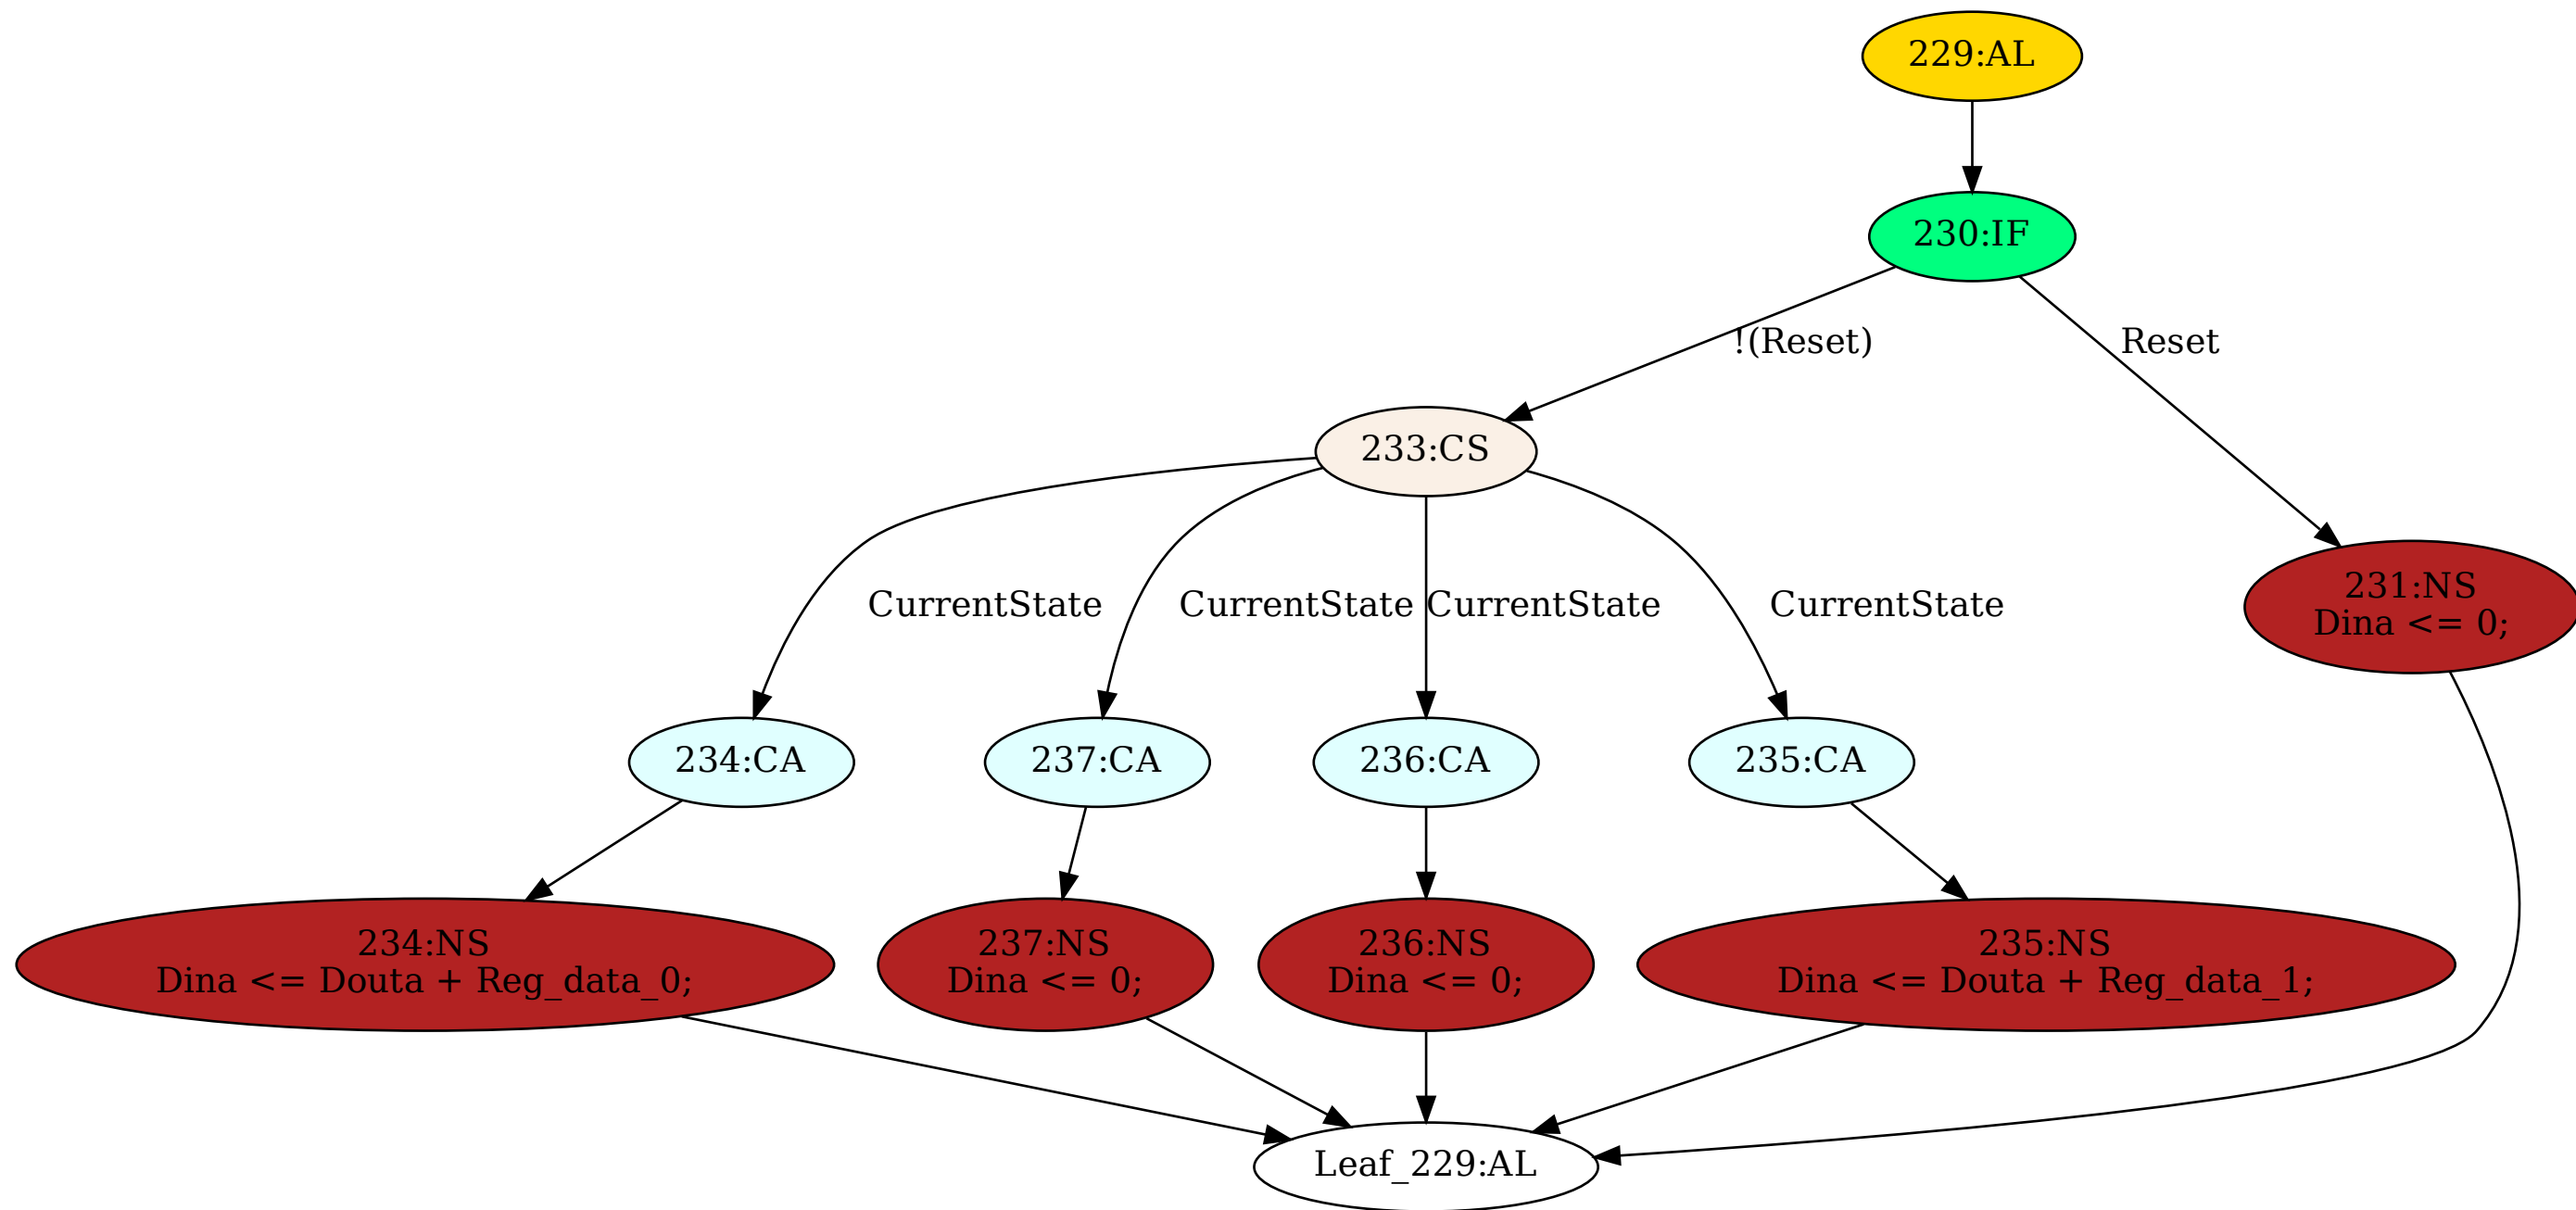 229:AL
230:IF
!(Reset)
Reset
233:CS
231:NS
Dina <= 0;
CurrentState
CurrentState
CurrentState
CurrentState
234:CA
237:CA
236:CA
235:CA
234:NS
Dina <= Douta + Reg_data_0;
237:NS
Dina <= 0;
236:NS
Dina <= 0;
235:NS
Dina <= Douta + Reg_data_1;
Leaf_229:AL